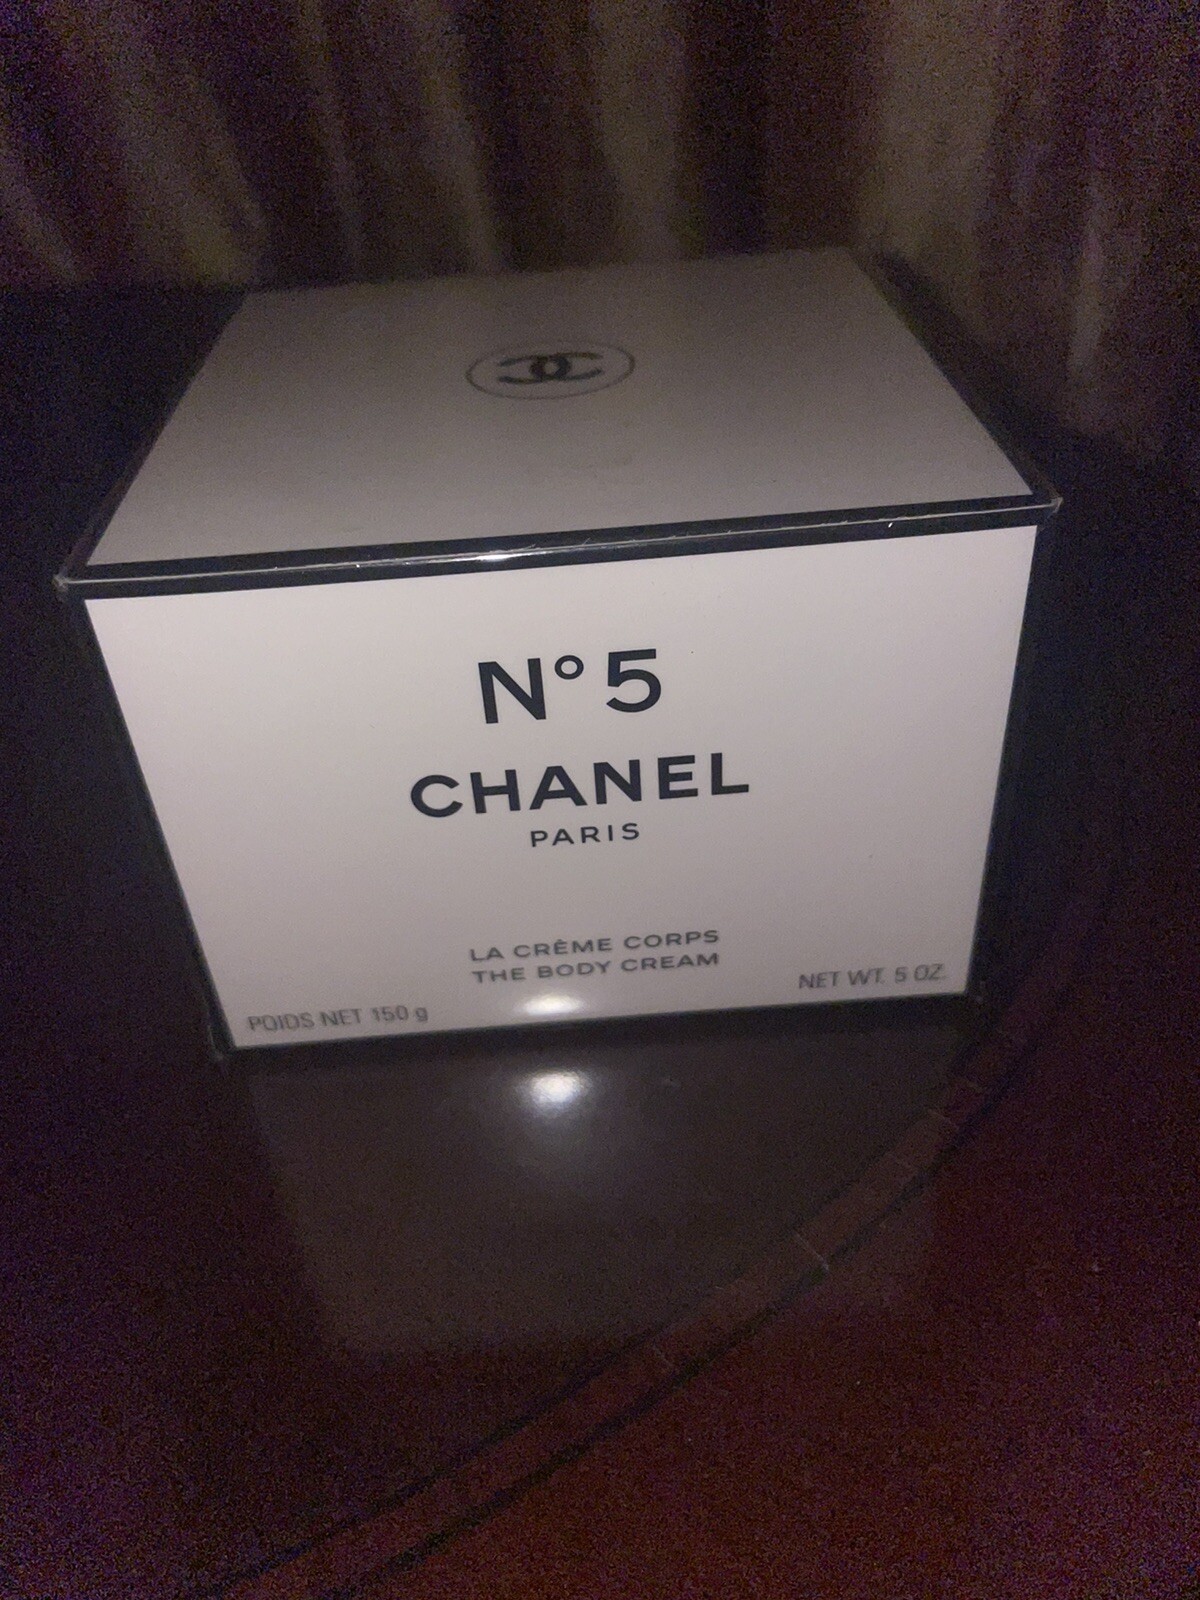 N°5
CHANEL
PARIS
LA CRÈME CORPS
THE BODY CREAM
POIDS NET 150 g
NET WT. 5 OZ.